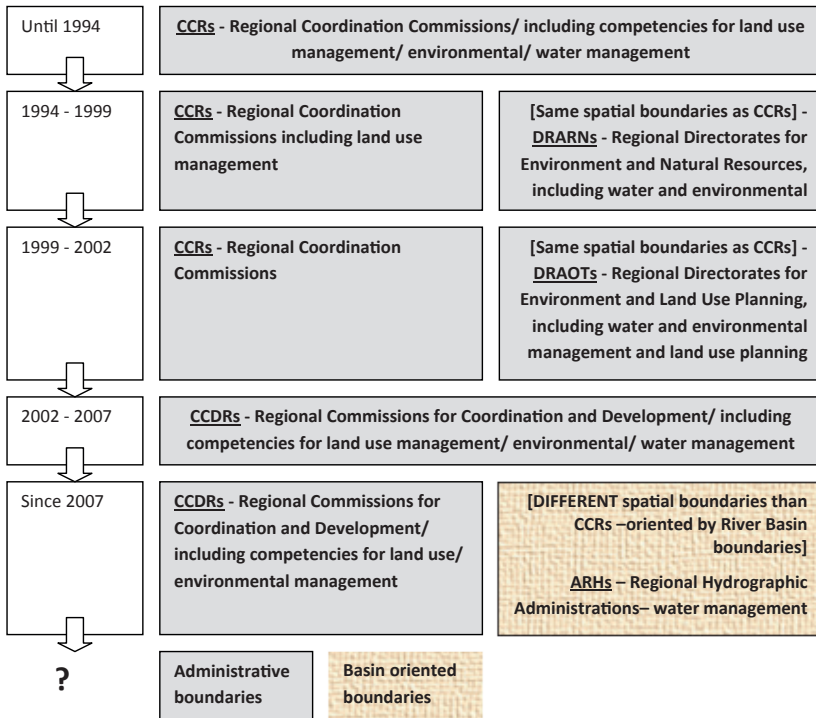 Until 1994
CCRs - Regional Coordination Commissions/ including competencies for land use
management/ environmental/ water management
1994 - 1999
CCRs - Regional Coordination
Commissions including land use
management
[Same spatial boundaries as CCRs] -
DRARNs - Regional Directorates for
Environment and Natural Resources,
including water and environmental
1999 - 2002
CCRs - Regional Coordination
Commissions
[Same spatial boundaries as CCRs] -
DRAOTs - Regional Directorates for
Environment and Land Use Planning,
including water and environmental
management and land use planning
2002 - 2007
CCDRs - Regional Commissions for Coordination and Development/ including
competencies for land use management/ environmental/ water management
Since 2007
CCDRs - Regional Commissions for
Coordination and Development/
including competencies for land use/
environmental management
[DIFFERENT spatial boundaries than
CCRs –oriented by River Basin
boundaries]
ARHs – Regional Hydrographic
Administrations– water management
?
Administrative
boundaries
Basin oriented
boundaries